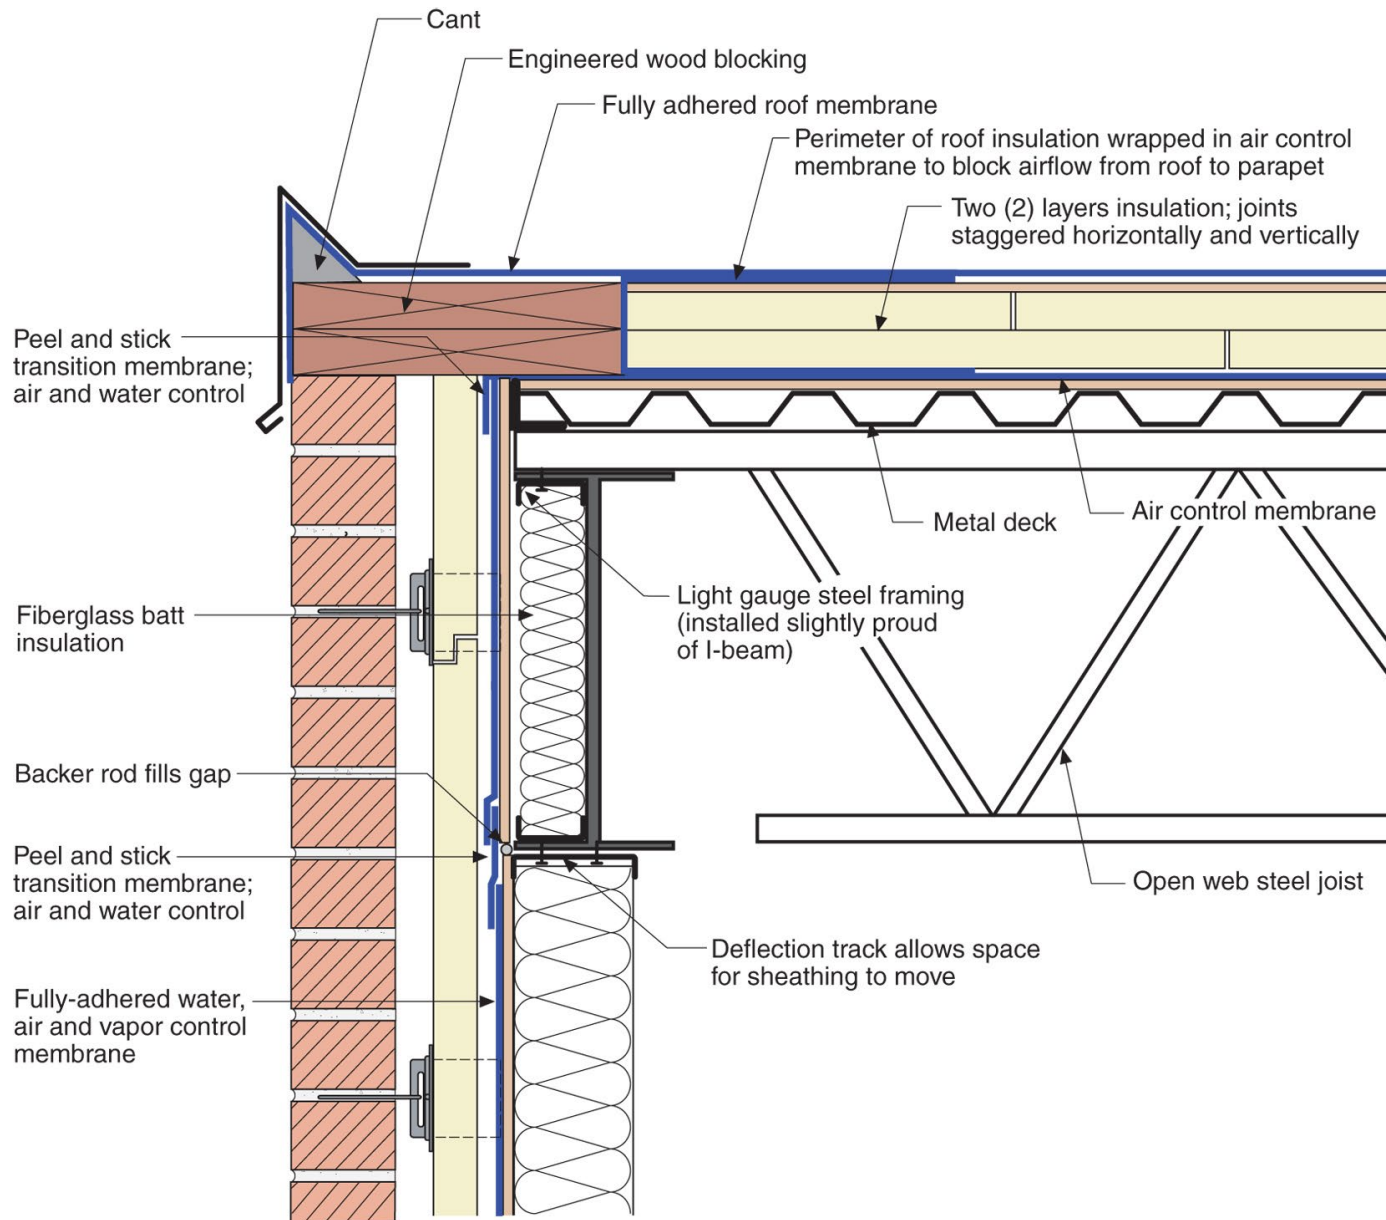 Cant
Engineered wood blocking
Fully adhered roof membrane
Perimeter of roof insulation wrapped in air control
membrane to block airflow from roof to parapet
Two (2) layers insulation; joints
staggered horizontally and vertically
Peel and stick
transition membrane;
air and water control
Metal deck
Air control membrane
Fiberglass batt
insulation
Light gauge steel framing
(installed slightly proud
of I-beam)
Backer rod fills gap
Peel and stick
transition membrane;
air and water control
Open web steel joist
Deflection track allows space
for sheathing to move
Fully-adhered water,
air and vapor control
membrane